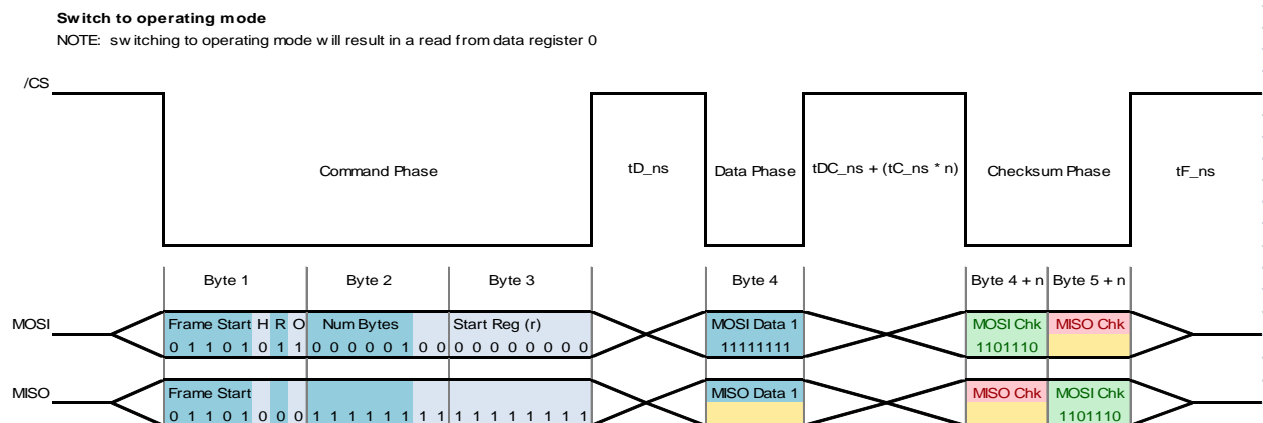 Switch to operating mode
NOTE: switching to operating mode will result in a read from data register 0
/CS
Command Phase
tD_ns
Data Phase
tDC_ns + (tC_ns * n)
Checksum Phase
tF_ns
Byte 1
Byte 2
Byte 3
Byte 4
Byte 4 + n
Byte 5 + n
MOSI
Frame Start H R O
Num Bytes
Start Reg (r)
MOSI Data 1
MOSI Chk
MISO Chk
0 1 1 0 1 0 1 1 0 0 0 0 0 1 0 0 0 0 0 0 0 0 0 0
11111111
1101110
MISO
Frame Start
MISO Data 1
MISO Chk
MOSI Chk
0 1 1 0 1 0 0 0 1 1 1 1 1 1 1 1 1 1 1 1 1 1 1 1
1101110